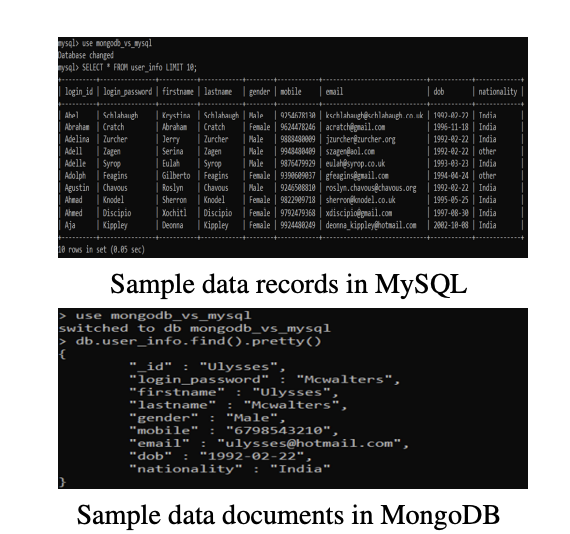 mysql> use mongodb_vs_mysql
Database changed
mysql> SELECT * FROM user_info LIMIT 10;
| login_id | login_password | firstname | lastname | gender | mobile | email | dob | nationality |
| Abel | Schlabaugh | Krystina | Schlabaugh | Male | 9254678130 | kschlabaugh@schlabaugh.co.uk | 1992-02-22 | India
| Abraham | Cratch | Abraham | Cratch | Female | 9624478246 | acratch@gmail.com | 1996-11-18 | India
| Adelina | Zurcher | Jerry | Zurcher | Male | 9888480009 | jzurcher@zurcher.org | 1992-02-22 | India
| Adell | Zagen | Serina | Zagen | Male | 9948480409 | szagen@aol.com | 1992-02-22 | other
| Adelle | Syrop | Eulah | Syrop | Male | 9876479929 | eulah@syrop.co.uk | 1993-03-23 | India
| Adolph | Feagins | Gilberto | Feagins | Female | 9390609037 | gfeagins@gmail.com | 1994-04-24 | other
| Agustin | Chavous | Roslyn | Chavous | Male | 9246508810 | roslyn.chavous@chavous.org | 1992-02-22 | India
| Ahmad | Knodel | Sherron | Knodel | Female | 9822909718 | sherron@knodel.co.uk | 1995-05-25 | India
| Ahmed | Discipio | Xochitl | Discipio | Female | 9792479368 | xdiscipio@gmail.com | 1997-08-30 | India
| Aja | Kippley | Deonna | Kippley | Female | 9924480249 | deonna_kippley@hotmail.com | 2002-10-08 | India
10 rows in set (0.05 sec)
Sample data records in MySQL
> use mongodb_vs_mysql
switched to db mongodb_vs_mysql
> db.user_info.find().pretty()
{
"_id" : "Ulysses",
"login_password" : "Mcwalters",
"firstname" : "Ulysses",
"lastname" : "Mcwalters",
"gender" : "Male",
"mobile" : "6798543210",
"email" : "ulysses@hotmail.com",
"dob" : "1992-02-22",
"nationality" : "India"
}
Sample data documents in MongoDB